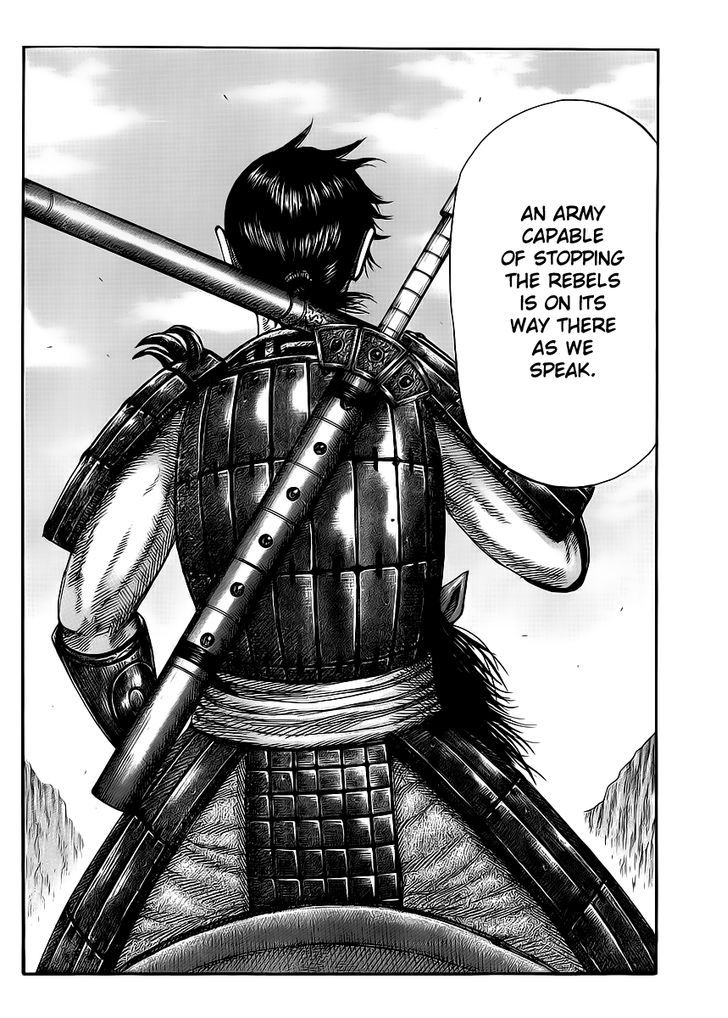 AN ARMY
CAPABLE
OF STOPPING
THE REBELS
IS ON ITS
WAY THERE
AS WE
SPEAK.